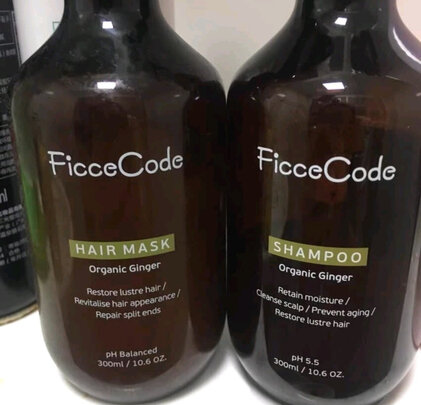 FicceCode
HAIR MASK
Organic Ginger
Restore lustre hair /
Revitalise hair appearance /
Repair split ends
pH Balanced
300ml / 10.6 OZ.
FicceCode
SHAMPOO
Organic Ginger
Retain moisture /
Cleanse scalp / Prevent aging /
Restore lustre hair
pH 5.5
300ml / 10.6 OZ.